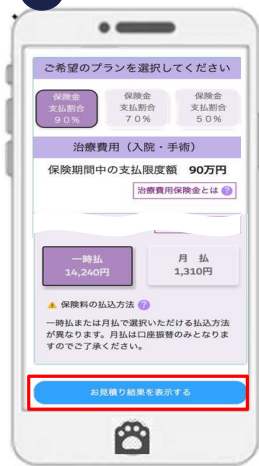 ご希望のプランを選択してください
保険金 保険金 保険金
支払割合 支払割合 支払割合
90% 70% 50%
治療費用（入院・手術）
保険期間中の支払限度額 90万円
治療費用保険金とは ?
一時払 月 払
14,240円 1,310円
保険料の払込方法 ?
一時払または月払で選択いただける払込方法
が異なります。月払は口座振替のみとなりま
すのでご了承ください。
お見積り結果を表示する